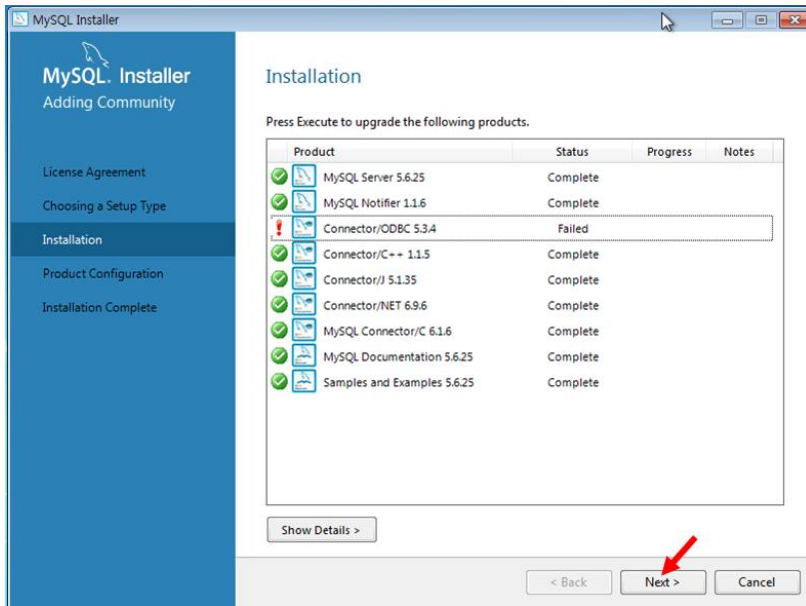 MySQL Installer
MySQL. Installer
Adding Community
License Agreement
Choosing a Setup Type
Installation
Product Configuration
Installation Complete
Installation
Press Execute to upgrade the following products.
Product Status Progress Notes
MySQL Server 5.6.25 Complete
MySQL Notifier 1.1.6 Complete
Connector/ODBC 5.3.4 Failed
Connector/C++ 1.1.5 Complete
Connector/J 5.1.35 Complete
Connector/NET 6.9.6 Complete
MySQL Connector/C 6.1.6 Complete
MySQL Documentation 5.6.25 Complete
Samples and Examples 5.6.25 Complete
Show Details >
< Back Next > Cancel